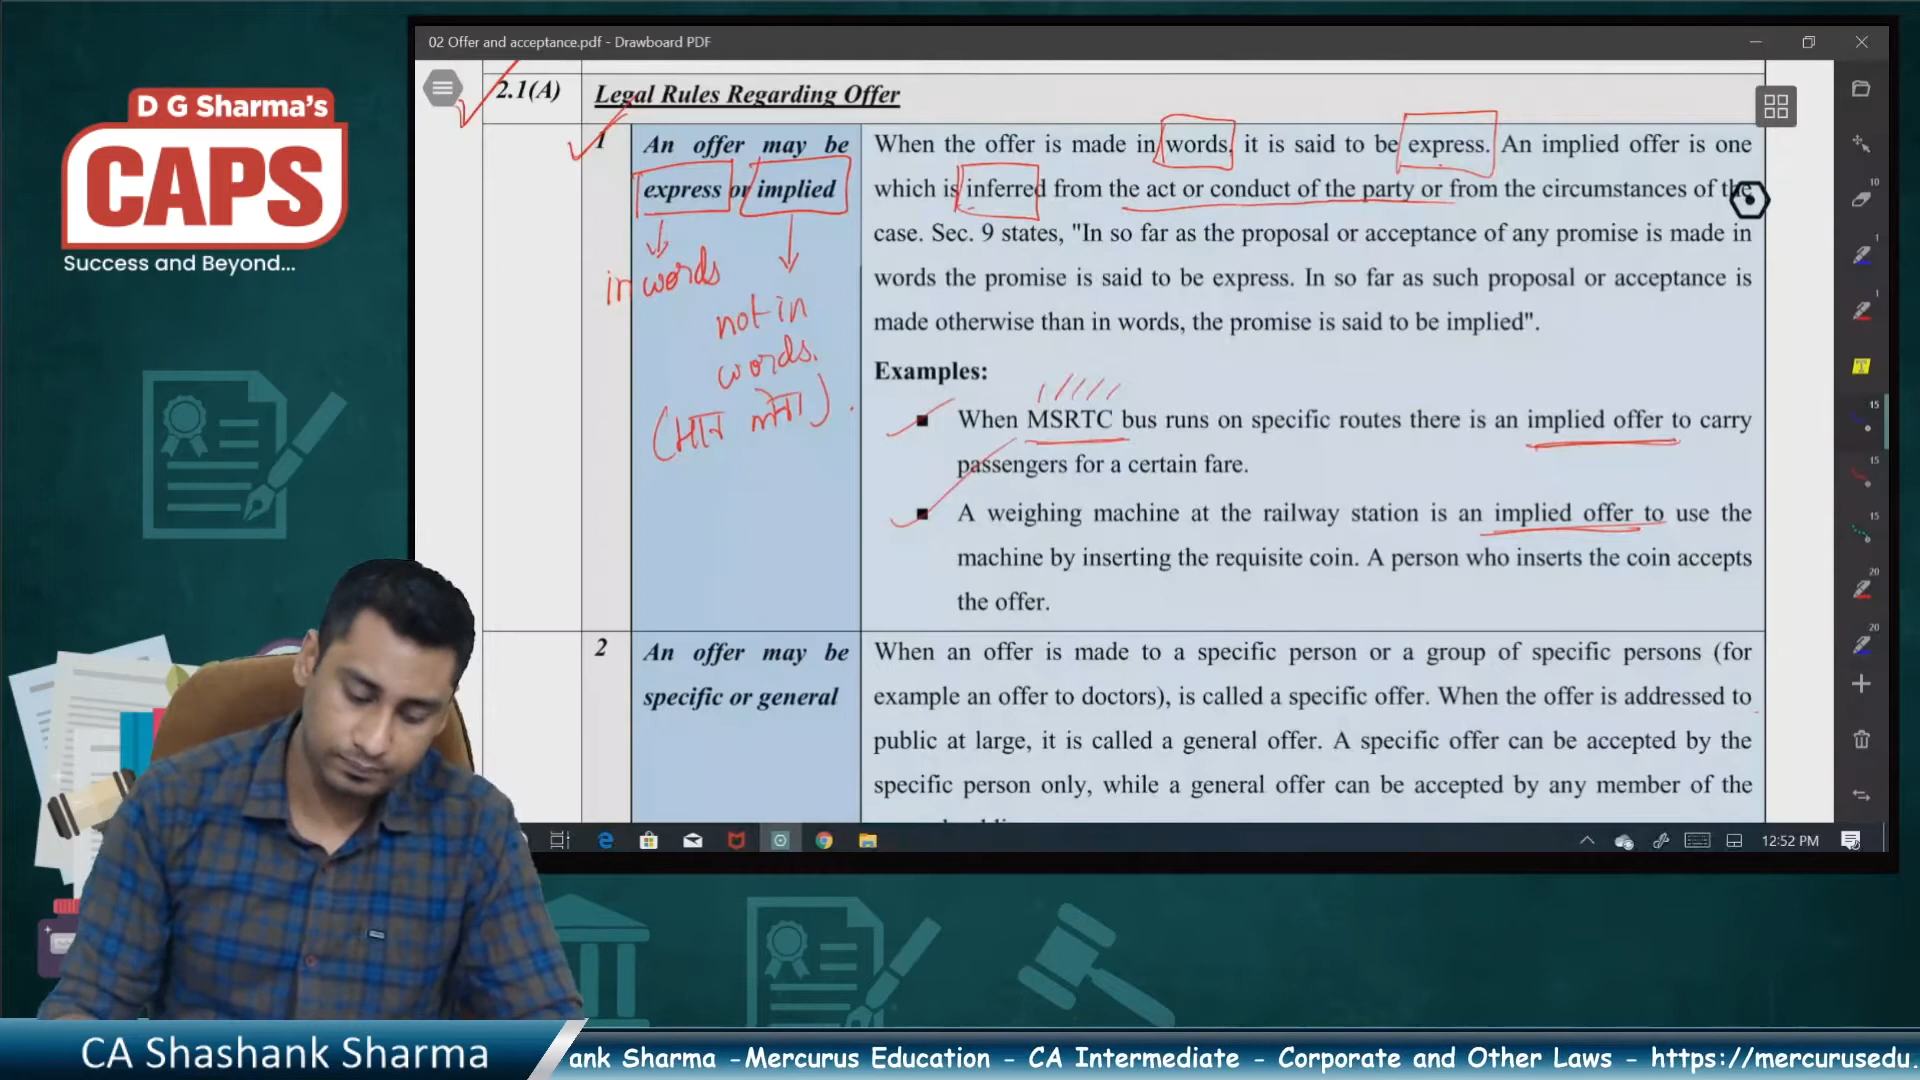 D G Sharma's
CAPS
Success and Beyond...
02 Offer and acceptance.pdf - Drawboard PDF
2.1(A) Legal Rules Regarding Offer
1 An offer may be express or implied
in words
not in
words.
When the offer is made in words, it is said to be express. An implied offer is one
which is inferred from the act or conduct of the party or from the circumstances of the
case. Sec. 9 states, "In so far as the proposal or acceptance of any promise is made in
words the promise is said to be express. In so far as such proposal or acceptance is
made otherwise than in words, the promise is said to be implied".
Examples:
When MSRTC bus runs on specific routes there is an implied offer to carry
passengers for a certain fare.
A weighing machine at the railway station is an implied offer to use the
machine by inserting the requisite coin. A person who inserts the coin accepts
the offer.
2 An offer may be
specific or general
When an offer is made to a specific person or a group of specific persons (for
example an offer to doctors), is called a specific offer. When the offer is addressed to
public at large, it is called a general offer. A specific offer can be accepted by the
specific person only, while a general offer can be accepted by any member of the
10
1
1
15
15
15
20
20
12:52 PM
CA Shashank Sharma
ank Sharma -Mercurus Education - CA Intermediate - Corporate and Other Laws - https://mercurusedu.